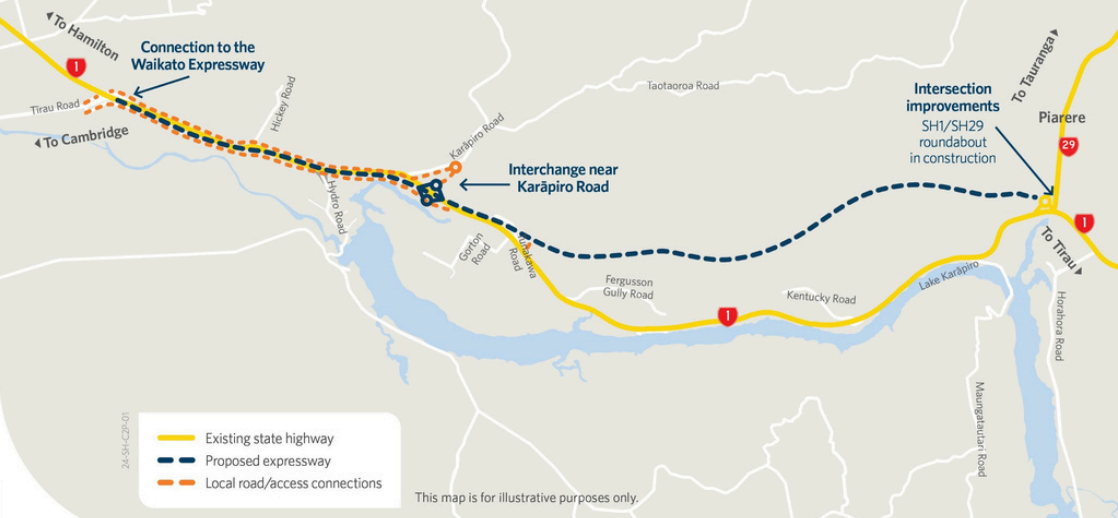 To Hamilton
1
Connection to the
Waikato Expressway
Tirau Road
To Cambridge
Hickey Road
Hydro Road
Karāpiro Road
Interchange near
Karāpiro Road
Gorton
Road
Road
Taotaoroa Road
Fergusson
Gully Road
1
Kentucky Road
Lake Karāpiro
Intersection
improvements
SH1/SH29
roundabout
in construction
To Tauranga
Piarere
29
1
To Tīrau
Horahora Road
Maungatautari Road
24-SH-C2P-01
Existing state highway
Proposed expressway
Local road/access connections
This map is for illustrative purposes only.